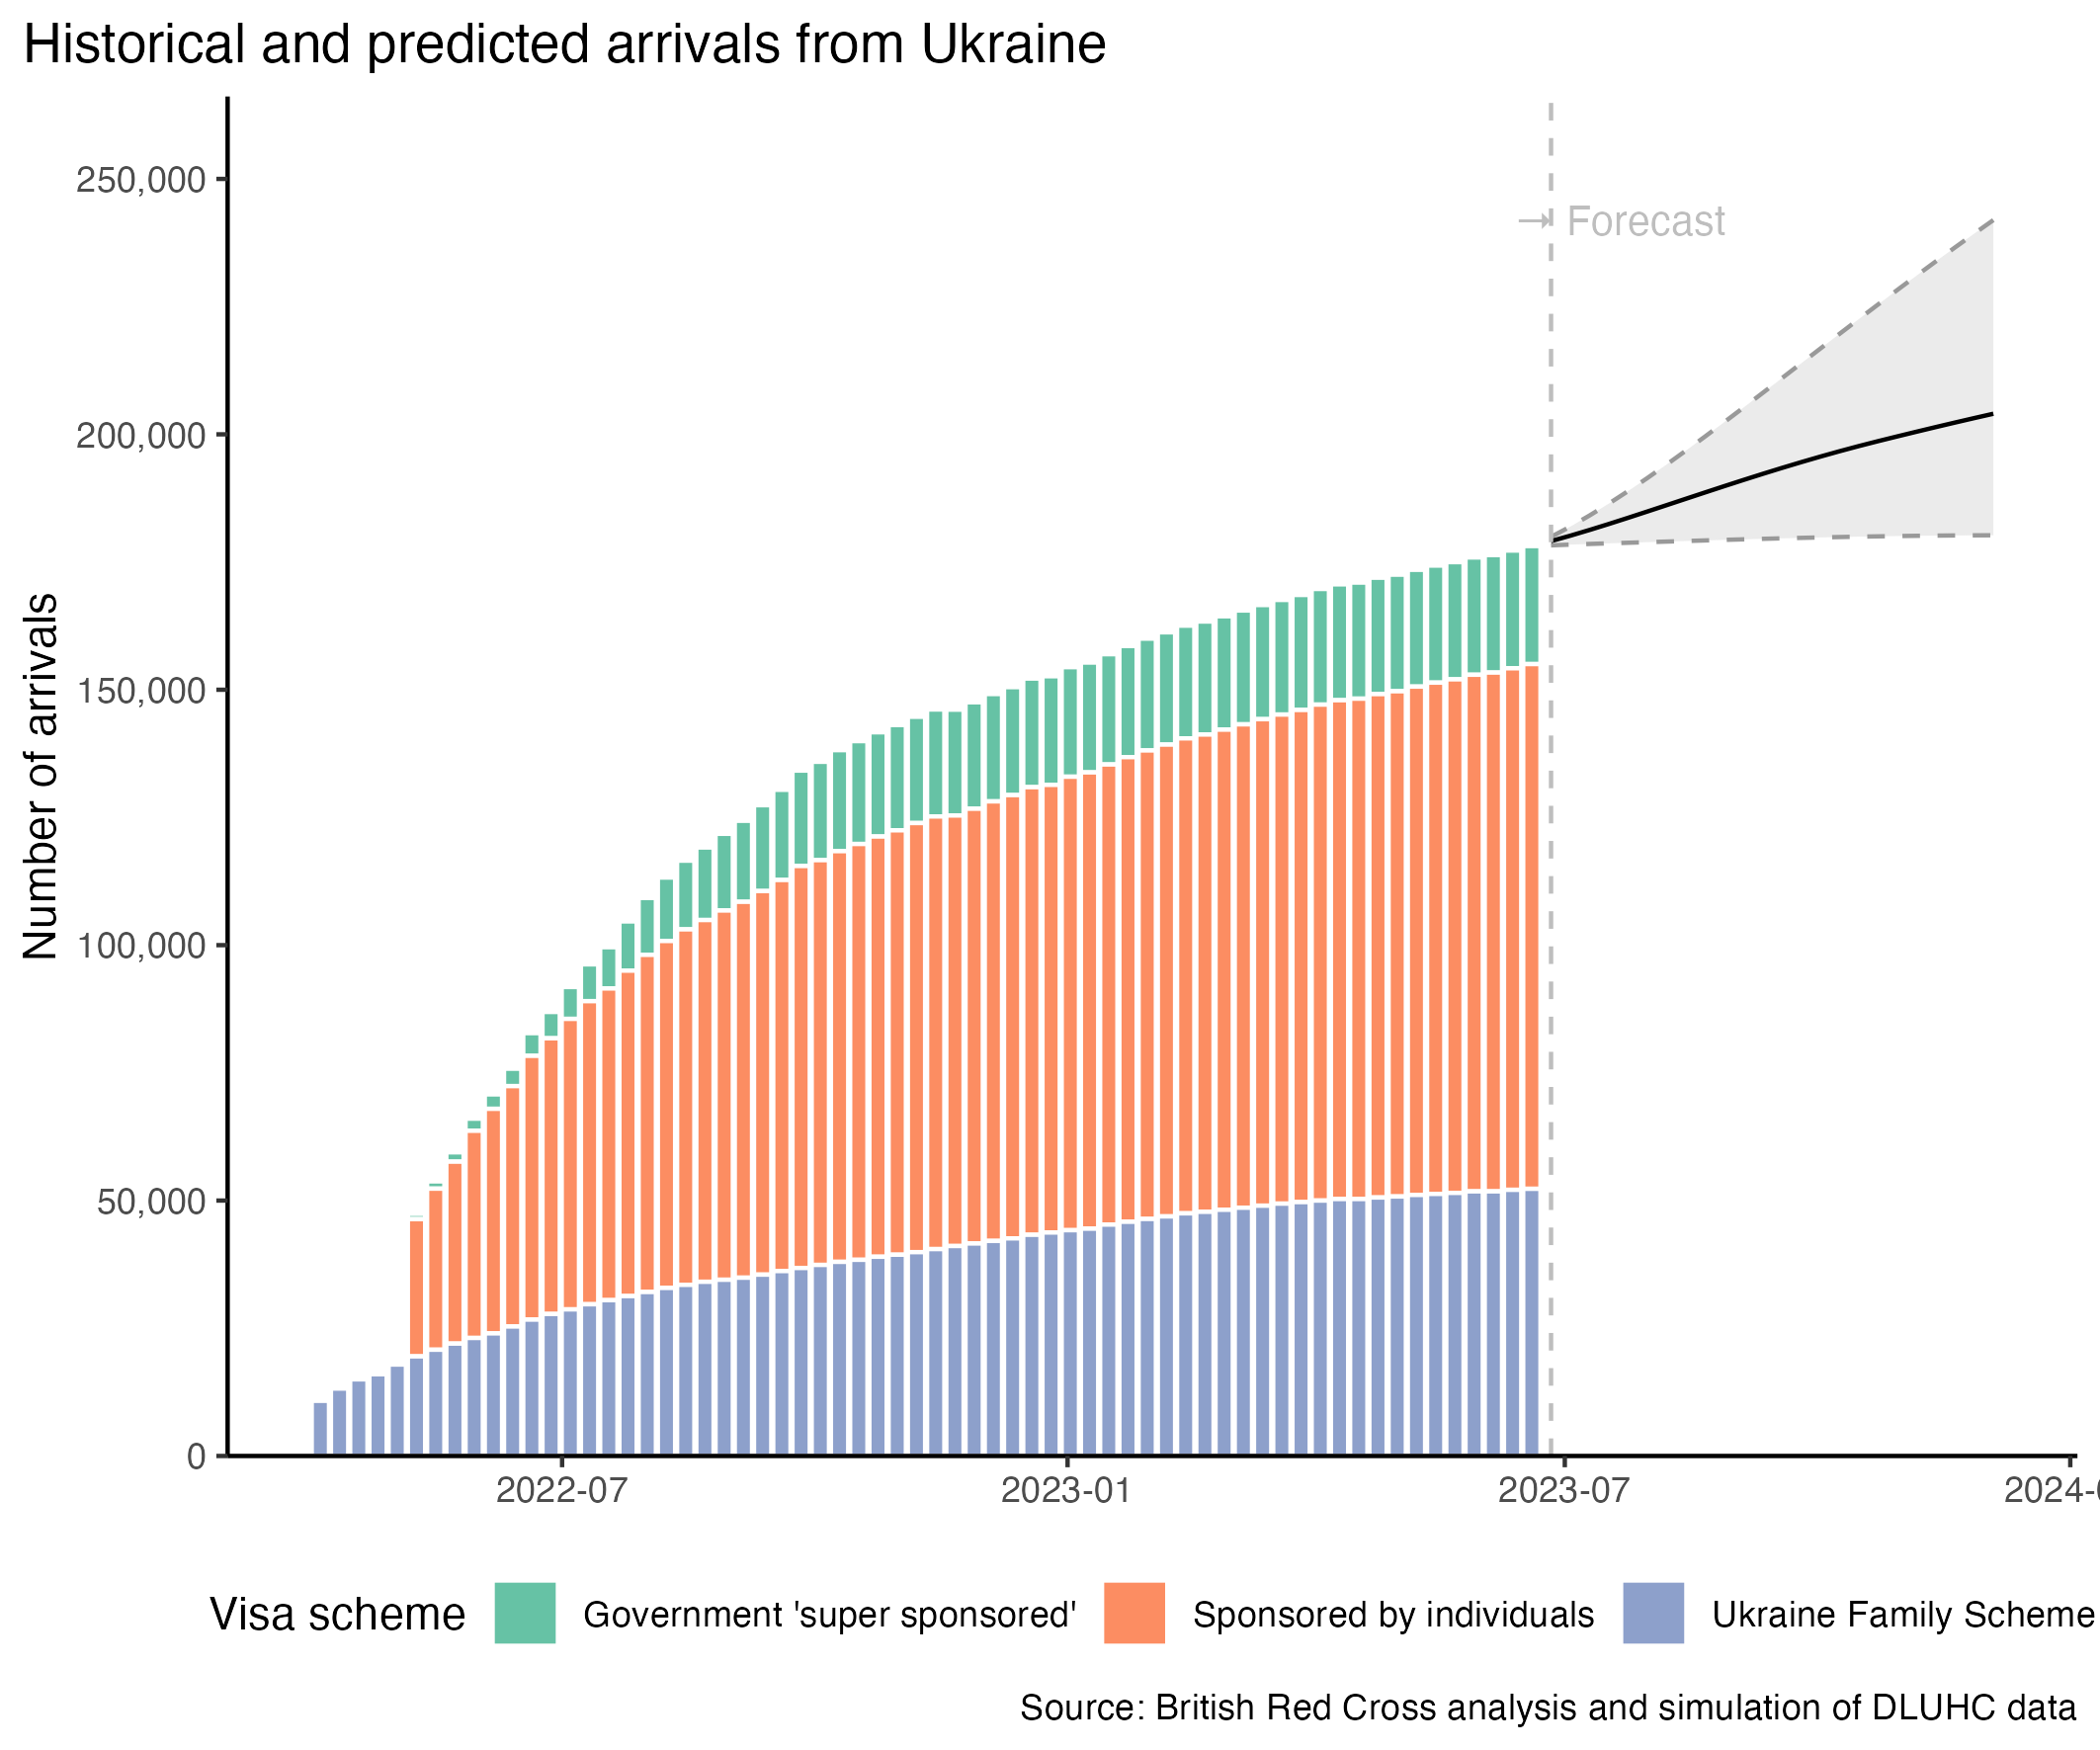 Historical and predicted arrivals from Ukraine
250,000
Forecast
200,000
150,000
100,000
50,000
0
Number of arrivals
2022-07
2023-01
2023-07
2024-0
Visa scheme
Government 'super sponsored'
Sponsored by individuals
Ukraine Family Scheme
Source: British Red Cross analysis and simulation of DLUHC data